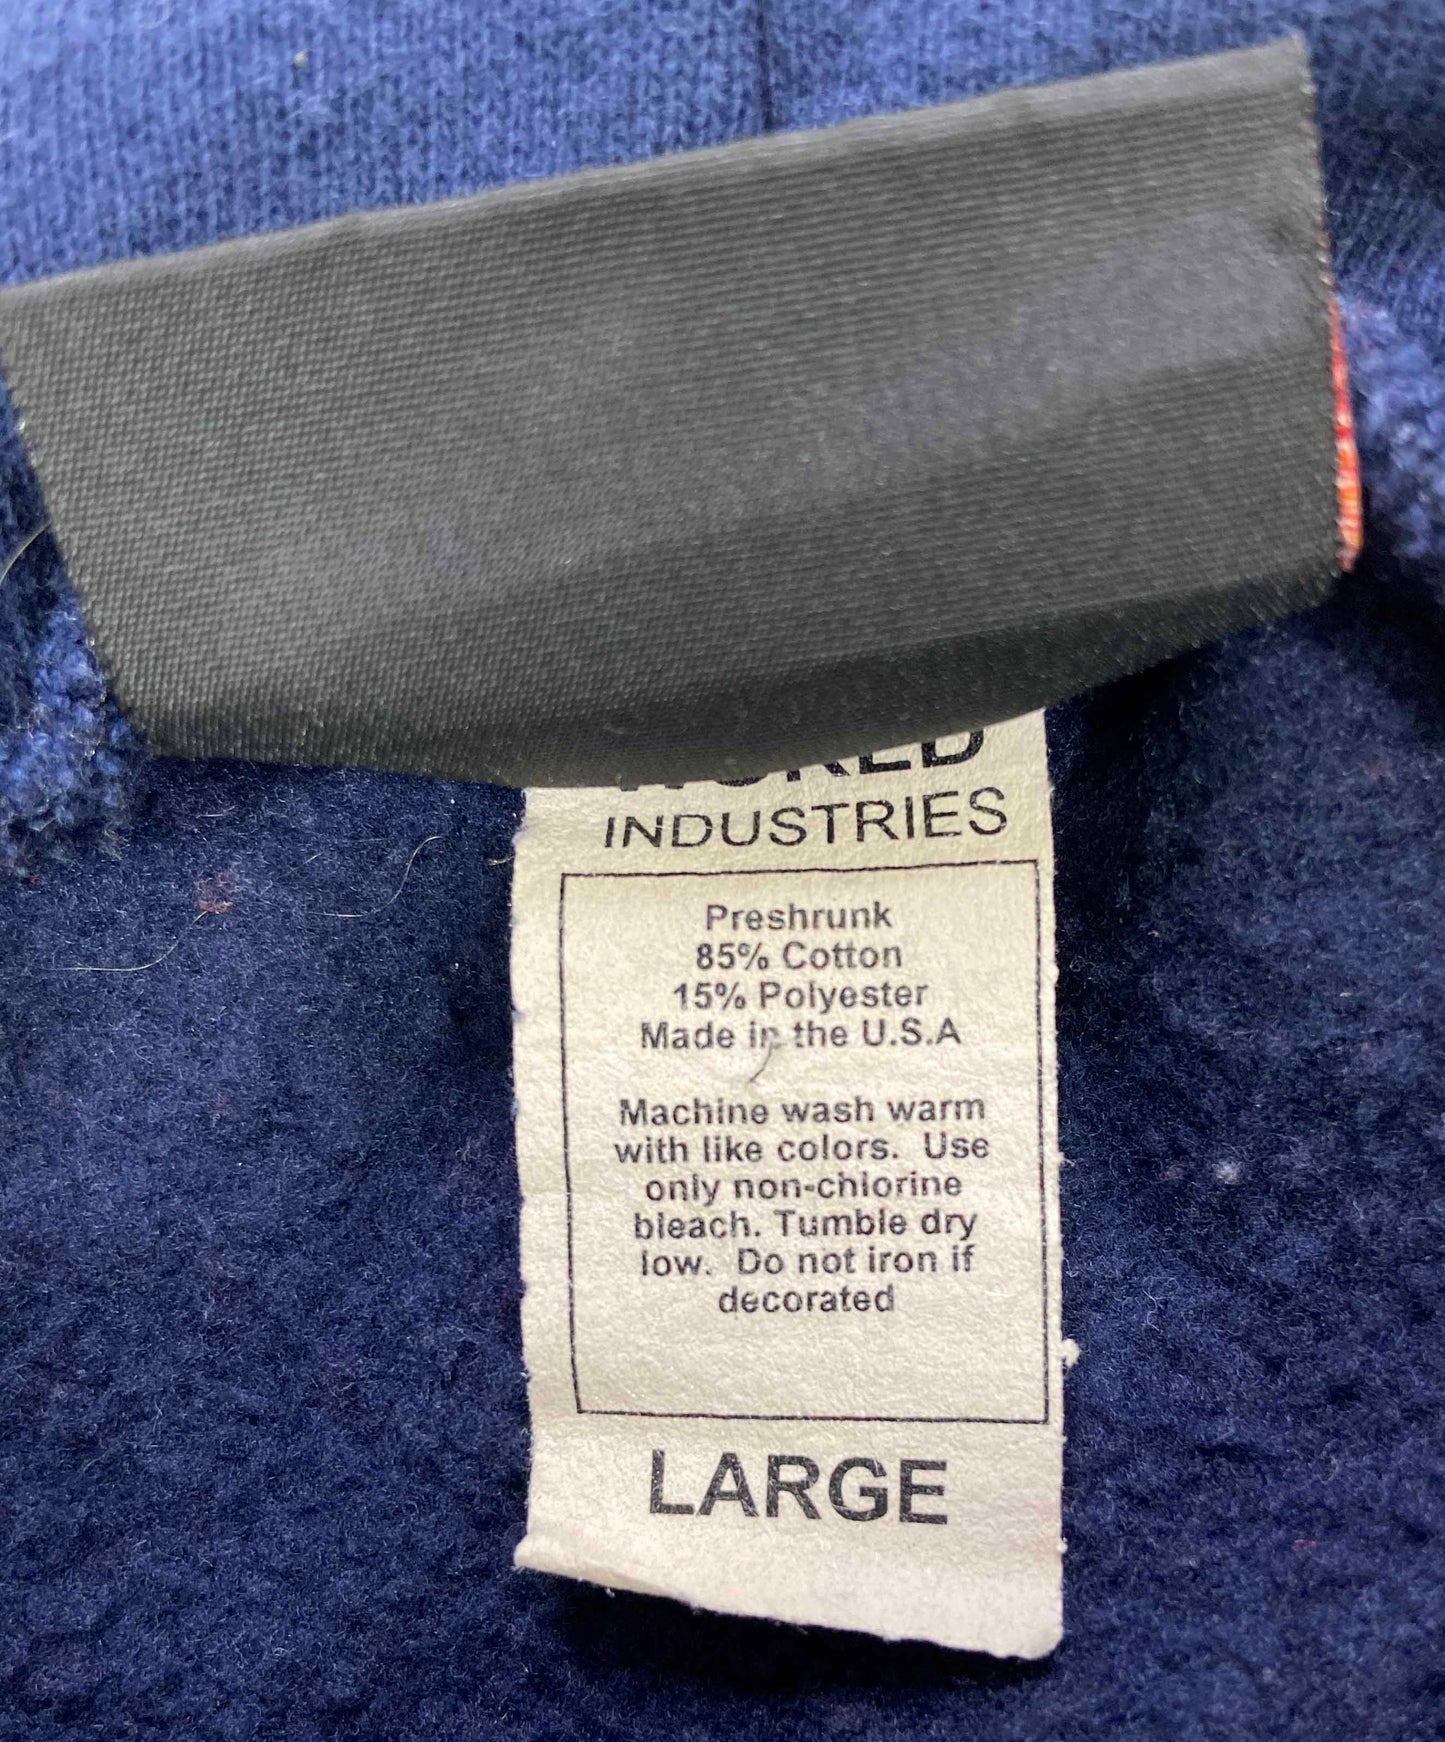 WORLD
INDUSTRIES
Preshrunk
85% Cotton
15% Polyester
Made in the U.S.A
Machine wash warm
with like colors. Use
only non-chlorine
bleach. Tumble dry
low. Do not iron if
decorated
LARGE